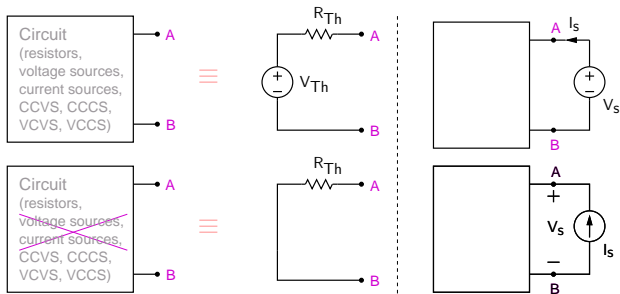 Circuit
(resistors,
voltage sources,
current sources,
CCVS, CCCS,
VCVS, VCCS)
A
B
R_Th
V_Th
+
−
A
B
A
I_s
+
−
V_s
B
Circuit
(resistors,
voltage sources,
current sources,
CCVS, CCCS,
VCVS, VCCS)
A
B
R_Th
A
B
A
+
V_s
I_s
−
B